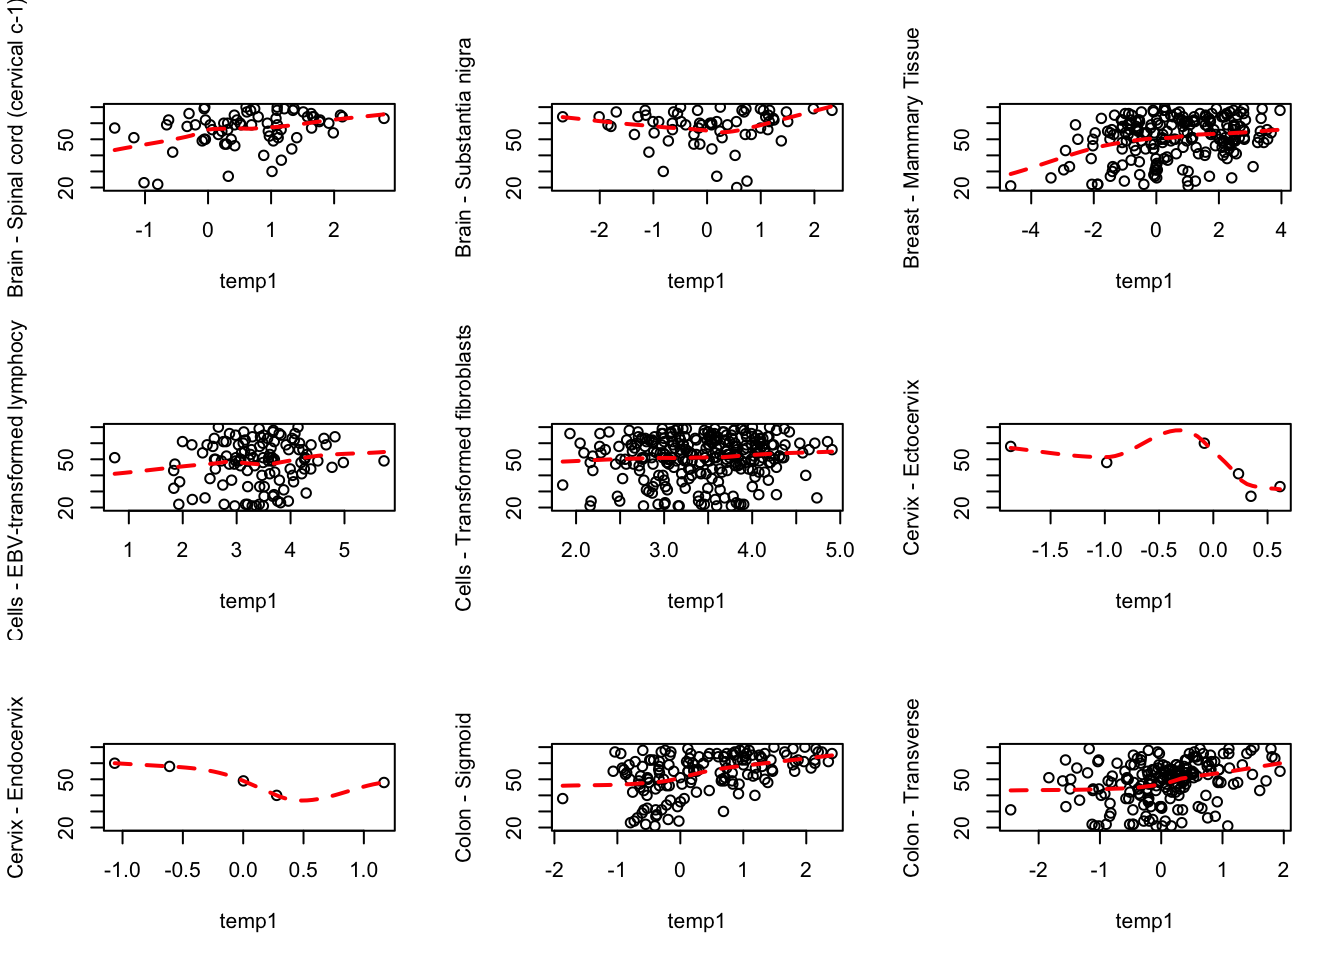 Brain - Spinal cord (cervical c-1)
20 50
-1 0 1 2
temp1
Brain - Substantia nigra
-2 -1 0 1 2
temp1
Breast - Mammary Tissue
20 50
-4 -2 0 2 4
temp1
Cells - EBV-transformed lymphocy
20 50
1 2 3 4 5
temp1
Cells - Transformed fibroblasts
20 50
2.0 3.0 4.0 5.0
temp1
Cervix - Ectocervix
20 50
-1.5 -1.0 -0.5 0.0 0.5
temp1
Cervix - Endocervix
20 50
-1.0 -0.5 0.0 0.5 1.0
temp1
Colon - Sigmoid
20 50
-2 -1 0 1 2
temp1
Colon - Transverse
20 50
-2 -1 0 1 2
temp1